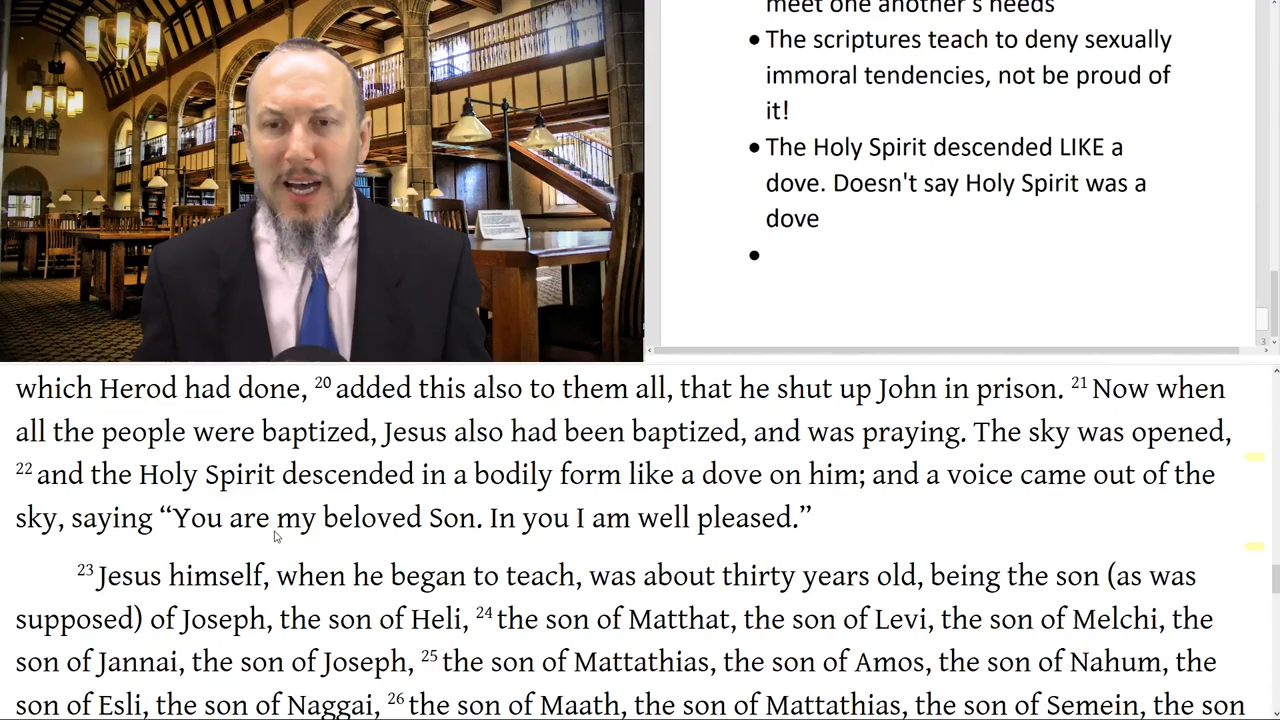 meet one another's needs
• The scriptures teach to deny sexually
immoral tendencies, not be proud of
it!
• The Holy Spirit descended LIKE a
dove. Doesn't say Holy Spirit was a
dove
•
3
which Herod had done, 20 added this also to them all, that he shut up John in prison. 21 Now when
all the people were baptized, Jesus also had been baptized, and was praying. The sky was opened,
22 and the Holy Spirit descended in a bodily form like a dove on him; and a voice came out of the
sky, saying “You are my beloved Son. In you I am well pleased.”
23 Jesus himself, when he began to teach, was about thirty years old, being the son (as was
supposed) of Joseph, the son of Heli, 24 the son of Matthat, the son of Levi, the son of Melchi, the
son of Jannai, the son of Joseph, 25 the son of Mattathias, the son of Amos, the son of Nahum, the
son of Esli, the son of Naggai, 26 the son of Maath, the son of Mattathias, the son of Semein, the son